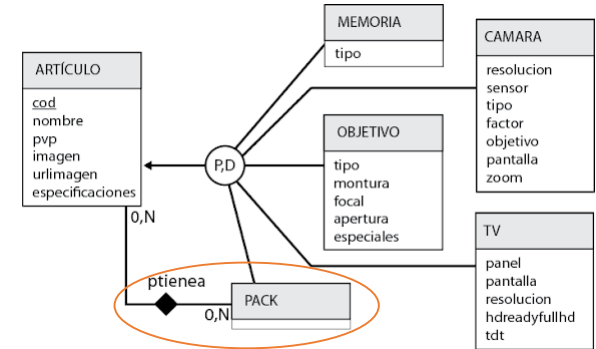 MEMORIA
tipo
CAMARA
resolucion
sensor
tipo
factor
objetivo
pantalla
zoom
ARTÍCULO
cod
nombre
pvp
imagen
urlimagen
especificaciones
P,D
OBJETIVO
tipo
montura
focal
apertura
especiales
0,N
TV
panel
pantalla
resolucion
hdreadyfullhd
tdt
ptienea
0,N
PACK